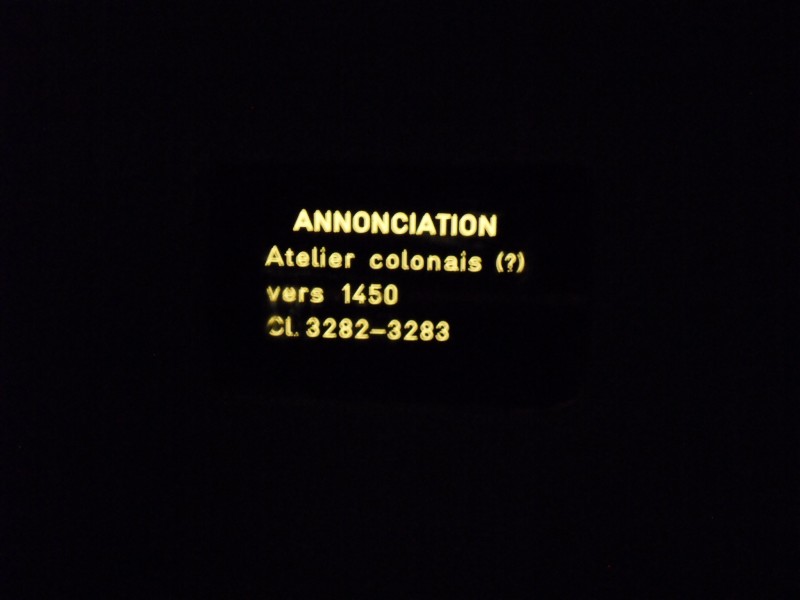 ANNONCIATION
Atelier colonais (?)
vers 1450
Cl. 3282-3283